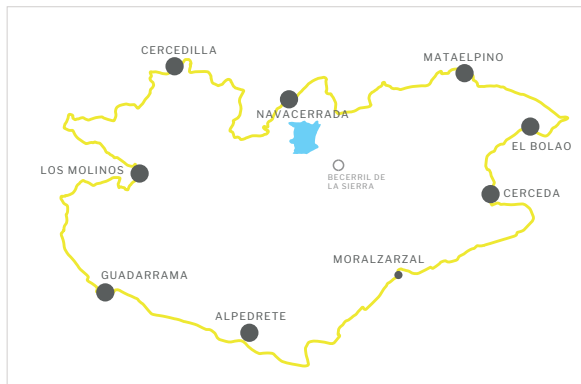 CERCEDILLA
MATAELPINO
NAVACERRADA
EL BOLAO
LOS MOLINOS
BECERRIL DE
LA SIERRA
CERCEDA
MORALZARZAL
GUADARRAMA
ALPEDRETE